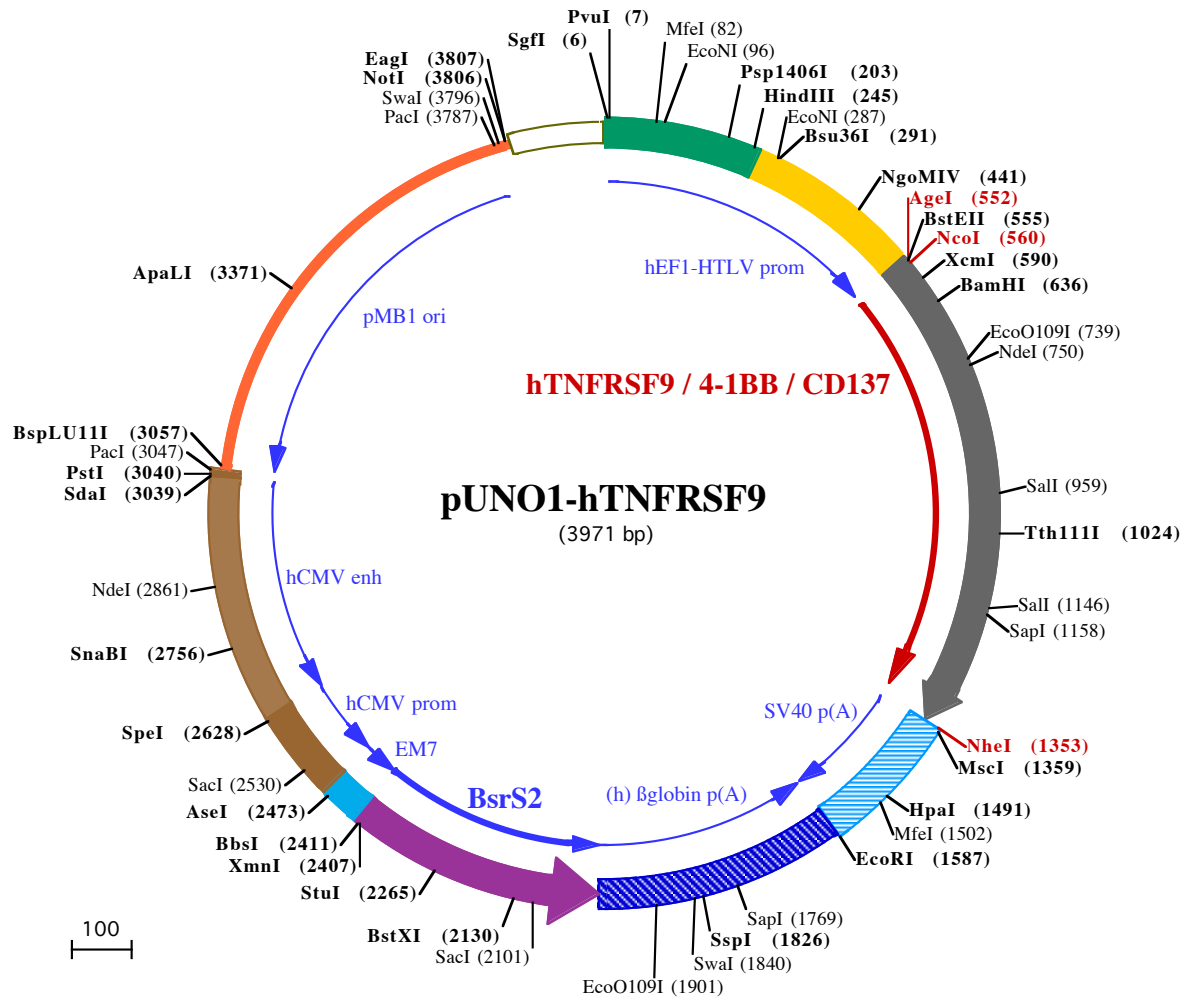 PvuI (7)
SgfI (6)
MfeI (82)
EcoNI (96)
Psp1406I (203)
HindIII (245)
EcoNI (287)
Bsu36I (291)
NgoMIV (441)
AgeI (552)
BstEII (555)
NcoI (560)
XcmI (590)
BamHI (636)
EcoO109I (739)
NdeI (750)
SalI (959)
Tth111I (1024)
SalI (1146)
SapI (1158)
NheI (1353)
MscI (1359)
HpaI (1491)
MfeI (1502)
EcoRI (1587)
SapI (1769)
SspI (1826)
SwaI (1840)
EcoO109I (1901)
SacI (2101)
BstXI (2130)
StuI (2265)
XmnI (2407)
BbsI (2411)
AseI (2473)
SacI (2530)
SpeI (2628)
SnaBI (2756)
NdeI (2861)
SdaI (3039)
PstI (3040)
PacI (3047)
BspLU11I (3057)
ApaLI (3371)
PacI (3787)
SwaI (3796)
NotI (3806)
EagI (3807)
hEF1-HTLV prom
pMB1 ori
hTNFRSF9 / 4-1BB / CD137
pUNO1-hTNFRSF9
(3971 bp)
hCMV enh
hCMV prom
EM7
BsrS2
(h) ßglobin p(A)
SV40 p(A)
100